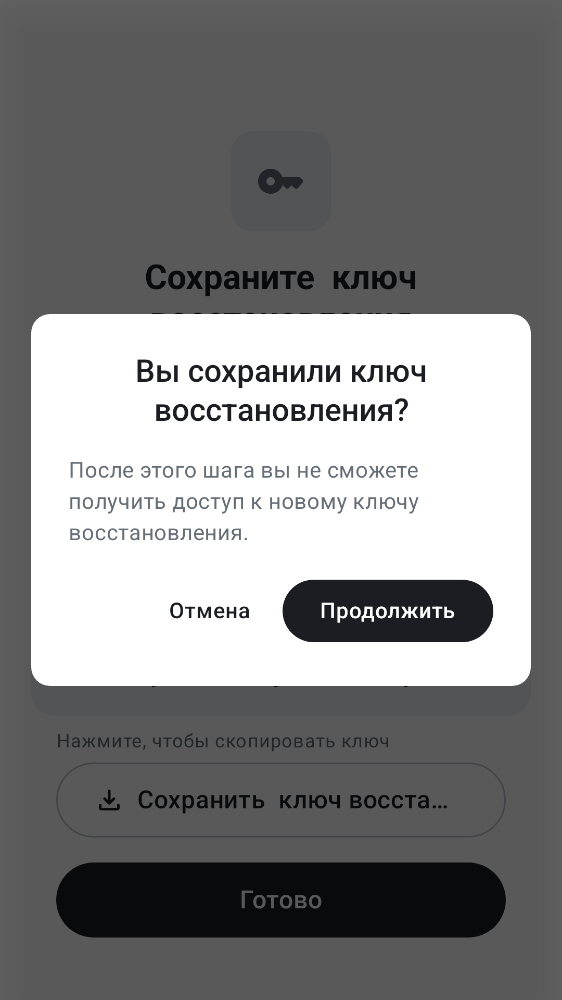 Сохраните ключ
Вы сохранили ключ
восстановления?
После этого шага вы не сможете
получить доступ к новому ключу
восстановления.
Отмена
Продолжить
Нажмите, чтобы скопировать ключ
Сохранить ключ восста...
Готово